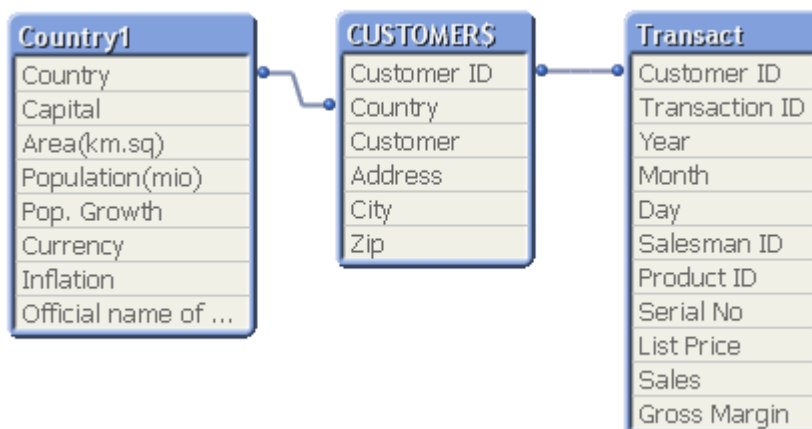 Country1
Country
Capital
Area(km.sq)
Population(mio)
Pop. Growth
Currency
Inflation
Official name of ...
CUSTOMER$
Customer ID
Country
Customer
Address
City
Zip
Transact
Customer ID
Transaction ID
Year
Month
Day
Salesman ID
Product ID
Serial No
List Price
Sales
Gross Margin